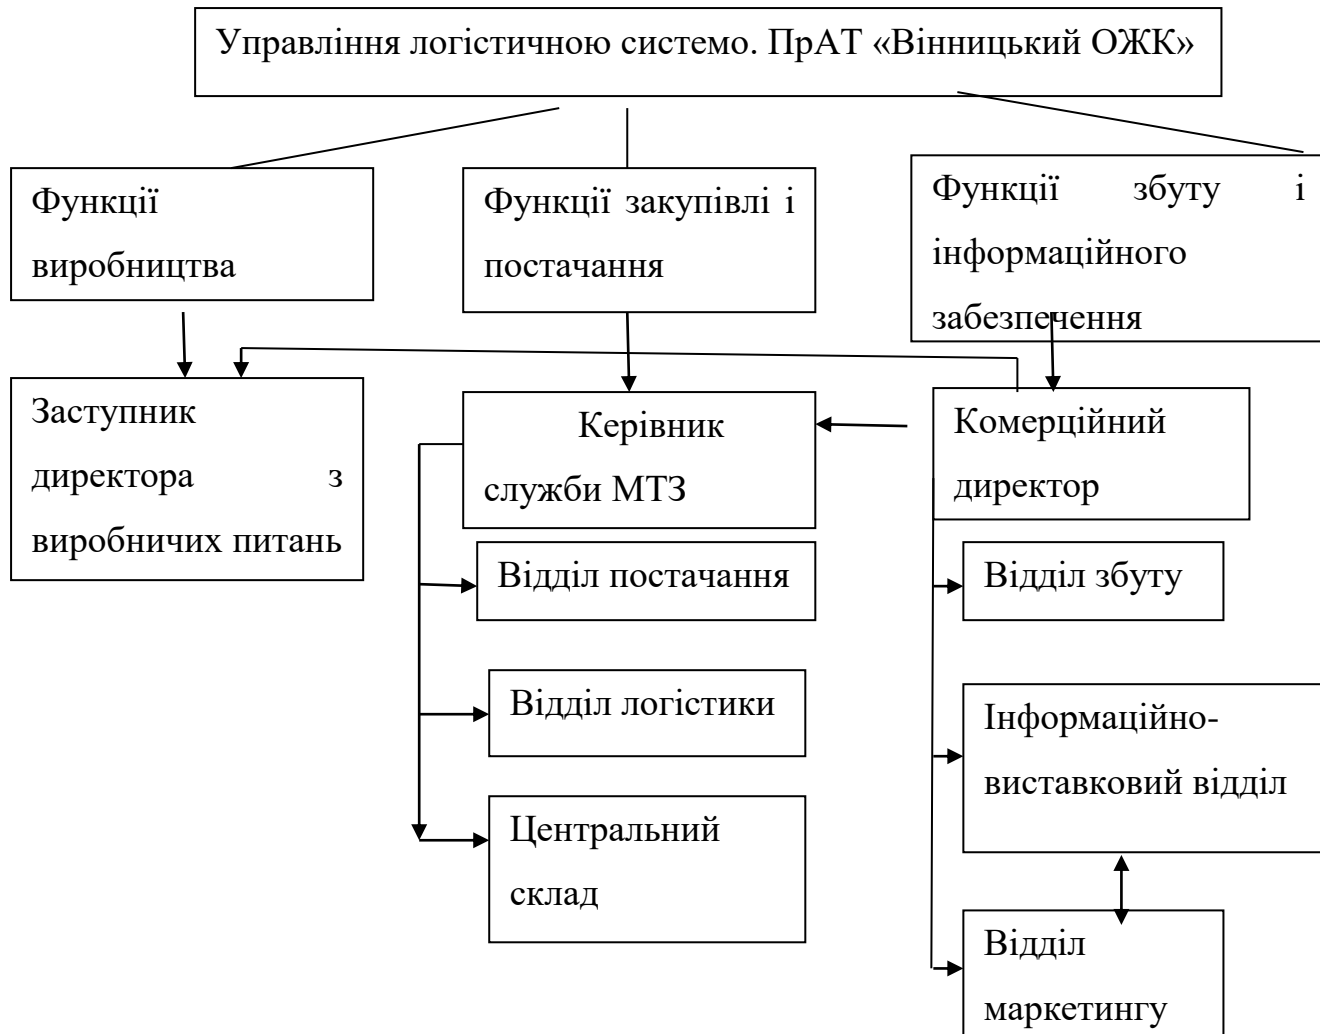 Управління логістичною системо. ПрАТ «Вінницький ОЖК»
Функції
виробництва
Функції закупівлі і
постачання
Функції збуту і
інформаційного
забезпечення
Заступник
директора з
виробничих питань
Керівник
служби МТЗ
Комерційний
директор
Відділ постачання
Відділ логістики
Центральний
склад
Відділ збуту
Інформаційно-
виставковий відділ
Відділ
маркетингу